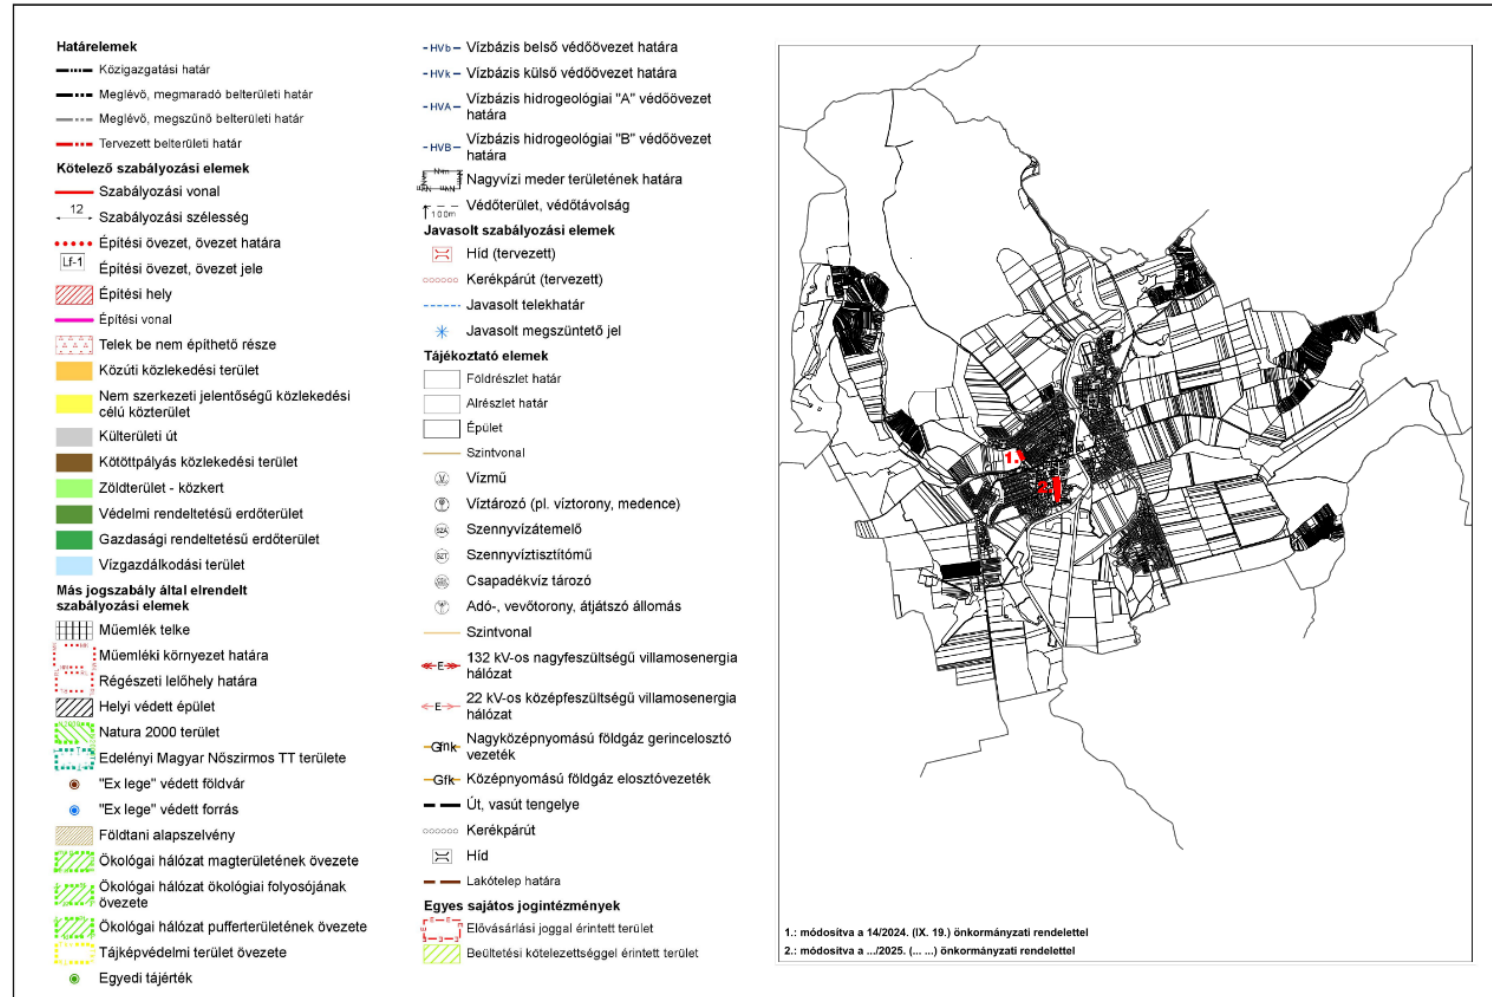 Határelemek
Közigazgatási határ
Meglévő, megmaradó belterületi határ
Meglévő, megszűnő belterületi határ
Tervezett belterületi határ
Kötelező szabályozási elemek
Szabályozási vonal
12
Szabályozási szélesség
Építési övezet, övezet határa
Lf-1
Építési övezet, övezet jele
Építési hely
Építési vonal
Telek be nem építhető része
Közúti közlekedési terület
Nem szerkezeti jelentőségű közlekedési
célú közterület
Külterületi út
Kötöttpályás közlekedési terület
Zöldterület - közkert
Védelmi rendeltetésű erdőterület
Gazdasági rendeltetésű erdőterület
Vízgazdálkodási terület
Más jogszabály által elrendelt
szabályozási elemek
Műemlék telke
Műemléki környezet határa
Régészeti lelőhely határa
Helyi védett épület
Natura 2000 terület
Edelényi Magyar Nőszirmos TT területe
"Ex lege" védett földvár
"Ex lege" védett forrás
Földtani alapszelvény
Ökológai hálózat magterületének övezete
Ökológai hálózat ökológiai folyosójának
övezete
Ökológai hálózat pufferterületének övezete
Tájképvédelmi terület övezete
Egyedi tájérték
HVb Vízbázis belső védőövezet határa
HVk Vízbázis külső védőövezet határa
HVA Vízbázis hidrogeológiai "A" védőövezet
határa
HVB Vízbázis hidrogeológiai "B" védőövezet
határa
Nagyvízi meder területének határa
100m Védőterület, védőtávolság
Javasolt szabályozási elemek
Híd (tervezett)
Kerékpárút (tervezett)
Javasolt telekhatár
Javasolt megszüntető jel
Tájékoztató elemek
Földrészlet határ
Alrészlet határ
Épület
Szintvonal
V Vízmű
Víztározó (pl. víztorony, medence)
SZA Szennyvízátemelő
SZT Szennyvíztisztítómű
Csapadékvíz tározó
Adó-, vevőtorony, átjátszó állomás
Szintvonal
E 132 kV-os nagyfeszültségű villamosenergia
hálózat
E 22 kV-os középfeszültségű villamosenergia
hálózat
Gfnk Nagyközépnyomású földgáz gerincelosztó
vezeték
Gfk Középnyomású földgáz elosztóvezeték
Út, vasút tengelye
Kerékpárút
Híd
Lakótelep határa
Egyes sajátos jogintézmények
Elővásárlási joggal érintett terület
Beültetési kötelezettséggel érintett terület
1.
2.
1.: módosítva a 14/2024. (IX. 19.) önkormányzati rendelettel
2.: módosítva a .../2025. (... ...) önkormányzati rendelettel